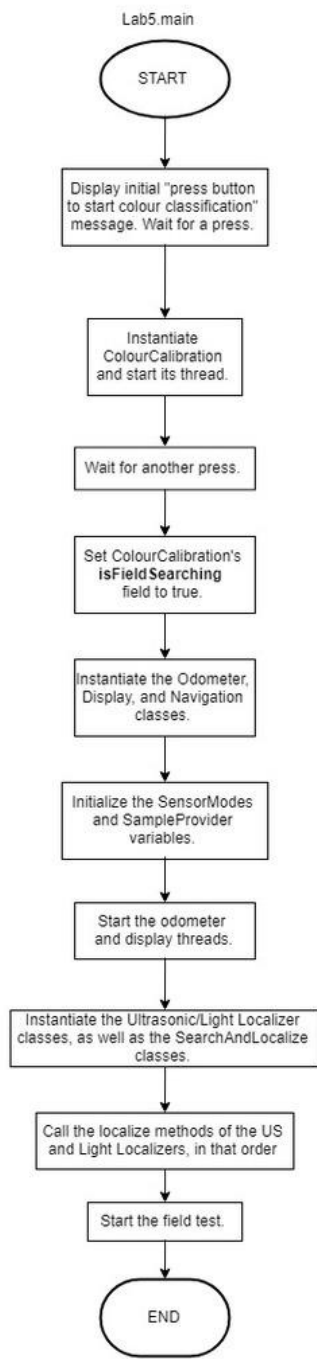 Lab5.main
START
Display initial "press button
to start colour classification"
message. Wait for a press.
Instantiate
ColourCalibration
and start its thread.
Wait for another press.
Set ColourCalibration's
isFieldSearching
field to true.
Instantiate the Odometer,
Display, and Navigation
classes.
Initialize the SensorModes
and SampleProvider
variables.
Start the odometer
and display threads.
Instantiate the Ultrasonic/Light Localizer
classes, as well as the SearchAndLocalize
classes.
Call the localize methods of the US
and Light Localizers, in that order
Start the field test.
END